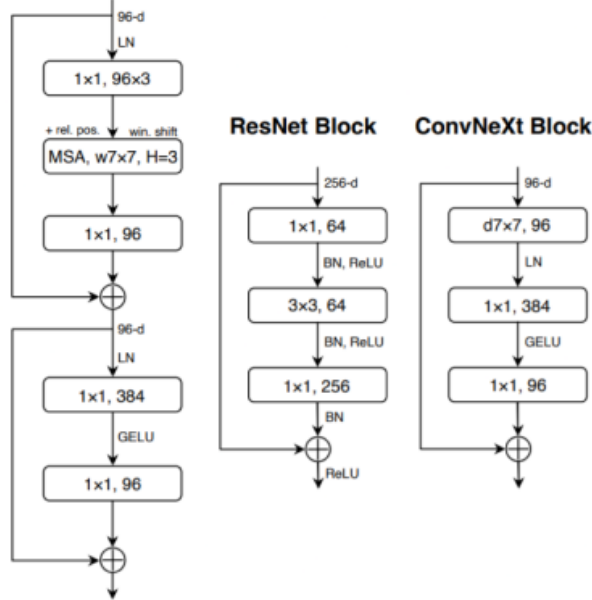 96-d
LN
1×1, 96×3
+ rel. pos. win. shift
MSA, w7×7, H=3
1×1, 96
96-d
LN
1×1, 384
GELU
1×1, 96
ResNet Block
256-d
1×1, 64
BN, ReLU
3×3, 64
BN, ReLU
1×1, 256
BN
ReLU
ConvNeXt Block
96-d
d7×7, 96
LN
1×1, 384
GELU
1×1, 96